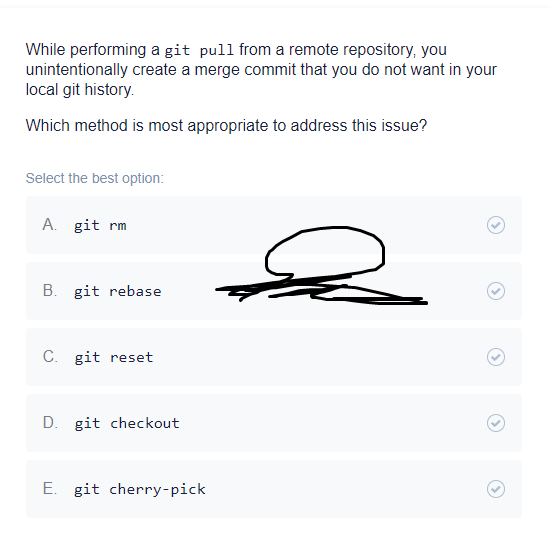 While performing a git pull from a remote repository, you
unintentionally create a merge commit that you do not want in your
local git history.
Which method is most appropriate to address this issue?
Select the best option:
A. git rm
B. git rebase
C. git reset
D. git checkout
E. git cherry-pick